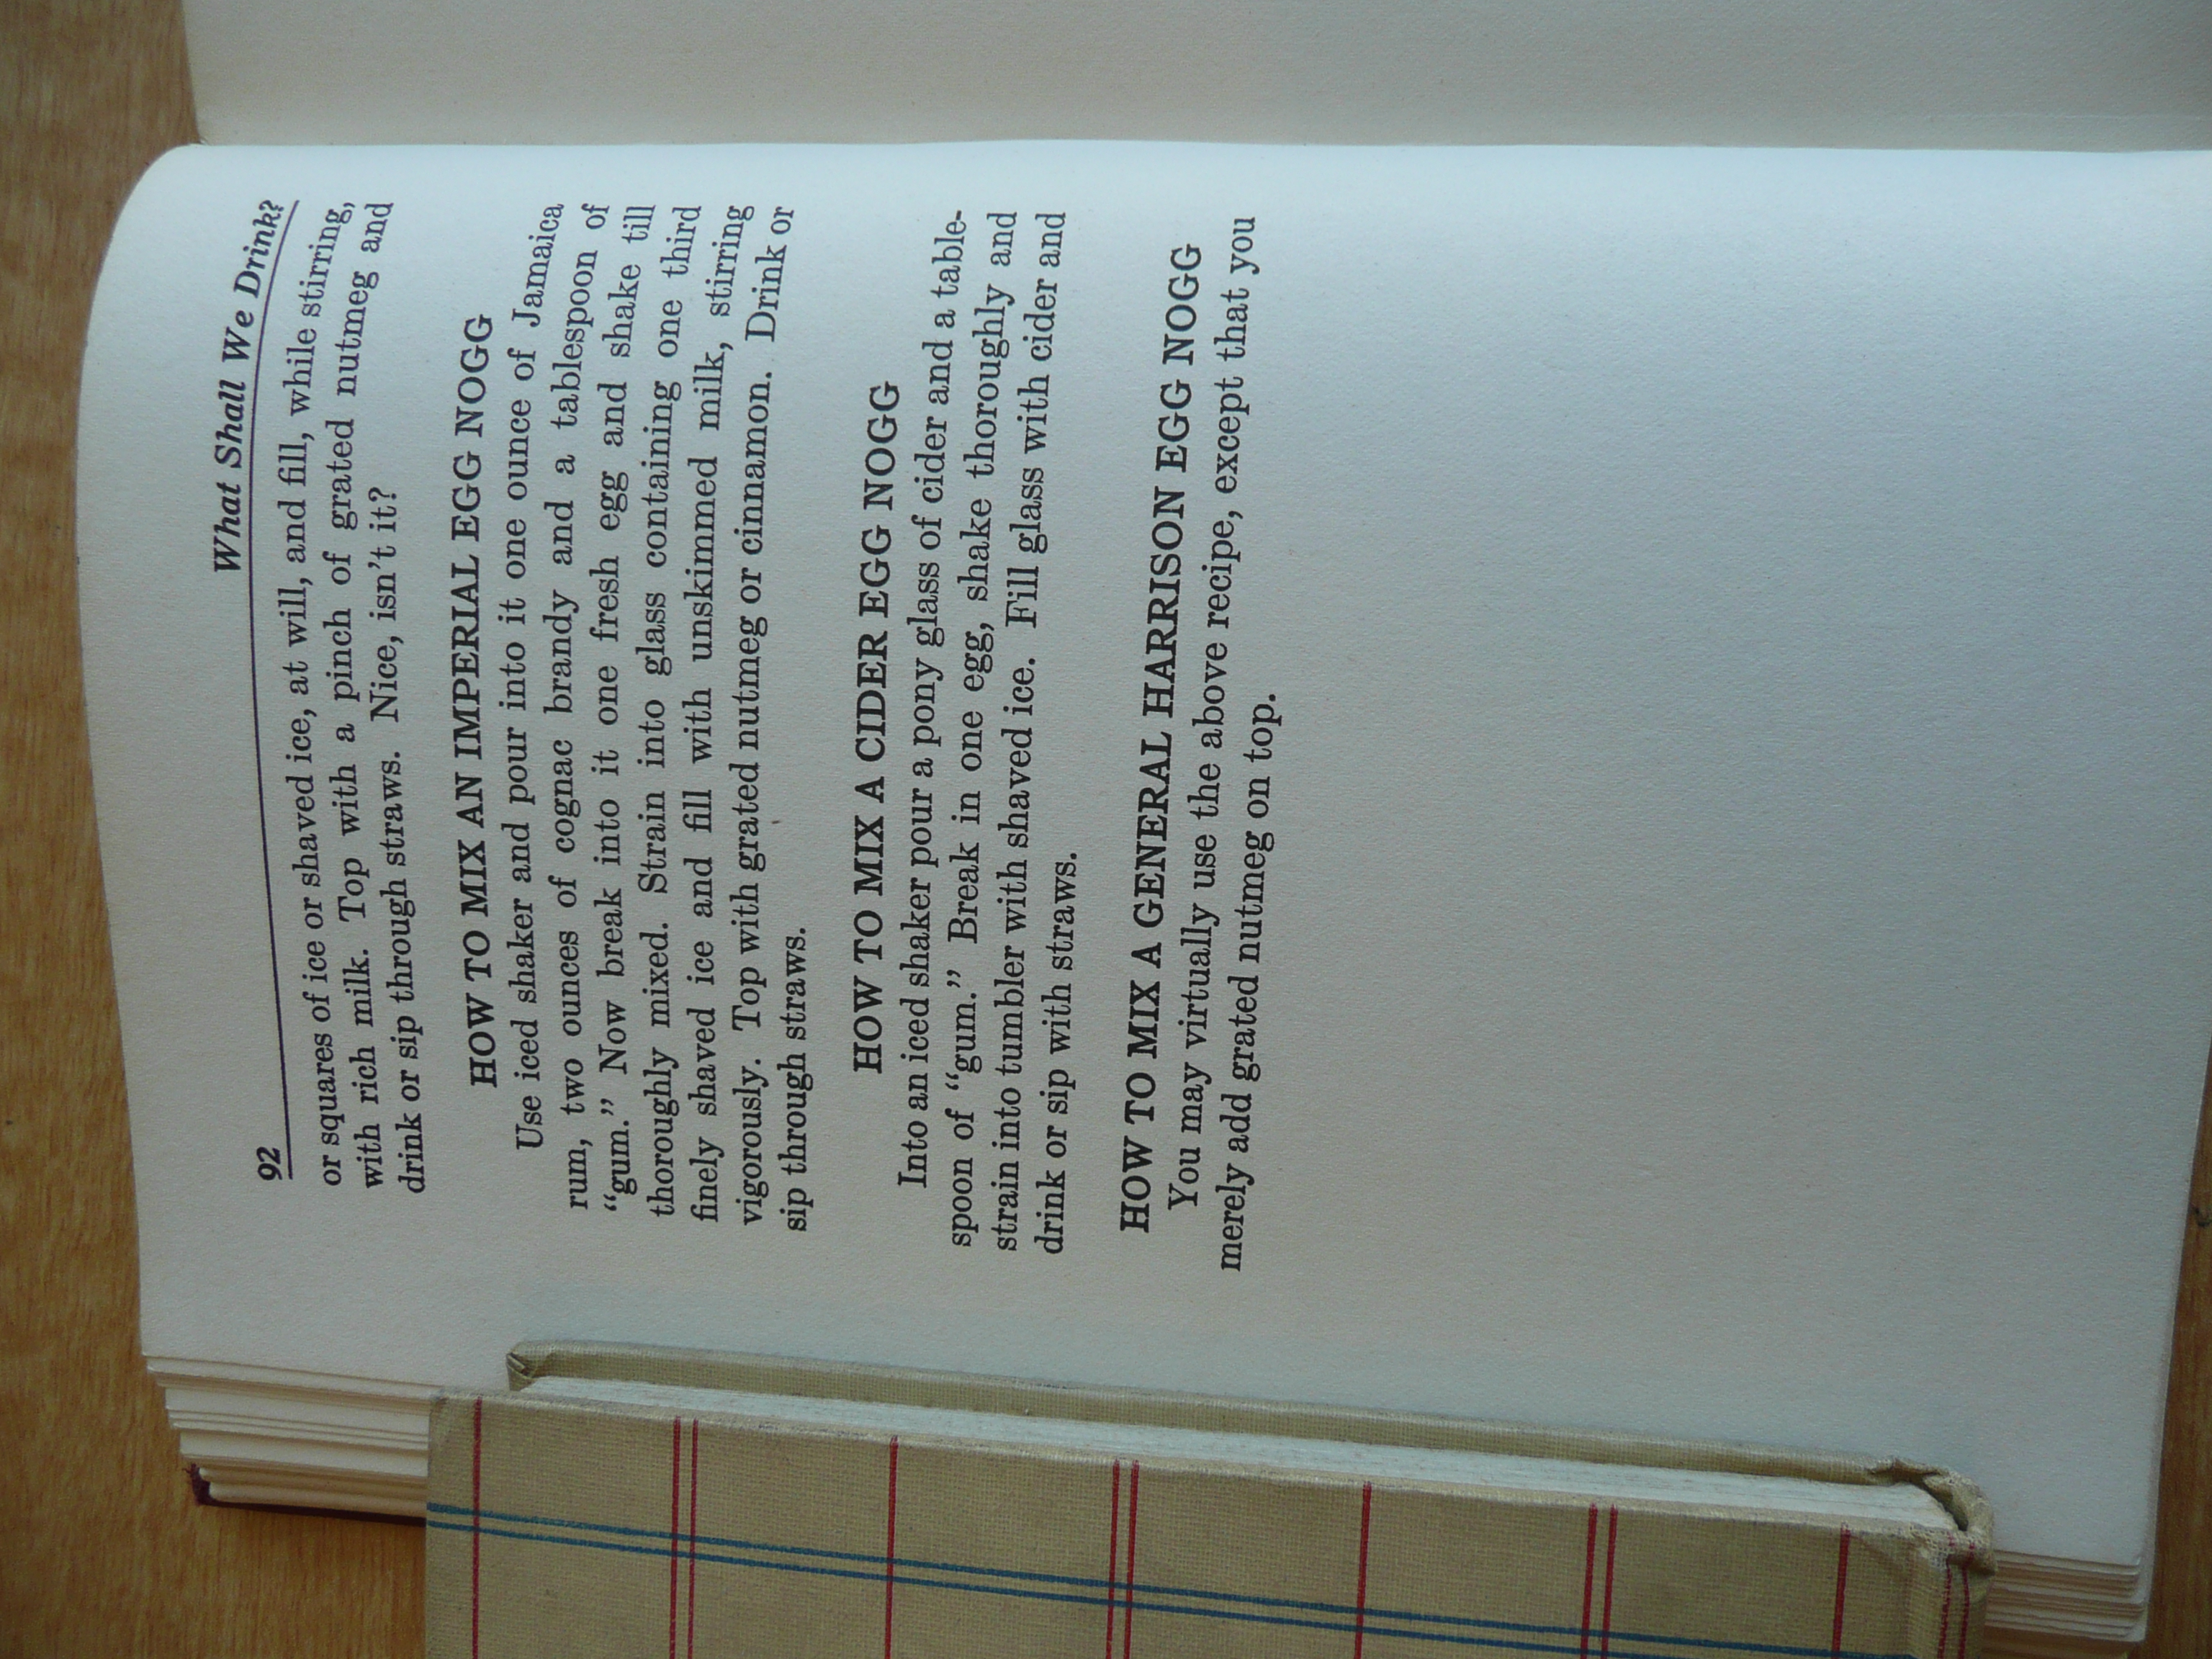 92 What Shall We Drink?
or squares of ice or shaved ice, at will, and fill, while stirring,
with rich milk. Top with a pinch of grated nutmeg and
drink or sip through straws. Nice, isn't it?
HOW TO MIX AN IMPERIAL EGG NOGG
Use iced shaker and pour into it one ounce of Jamaica
rum, two ounces of cognac brandy and a tablespoon of
“gum.” Now break into it one fresh egg and shake till
thoroughly mixed. Strain into glass containing one third
finely shaved ice and fill with unskimmed milk, stirring
vigorously. Top with grated nutmeg or cinnamon. Drink or
sip through straws.
HOW TO MIX A CIDER EGG NOGG
Into an iced shaker pour a pony glass of cider and a table-
spoon of “gum.” Break in one egg, shake thoroughly and
strain into tumbler with shaved ice. Fill glass with cider and
drink or sip with straws.
HOW TO MIX A GENERAL HARRISON EGG NOGG
You may virtually use the above recipe, except that you
merely add grated nutmeg on top.